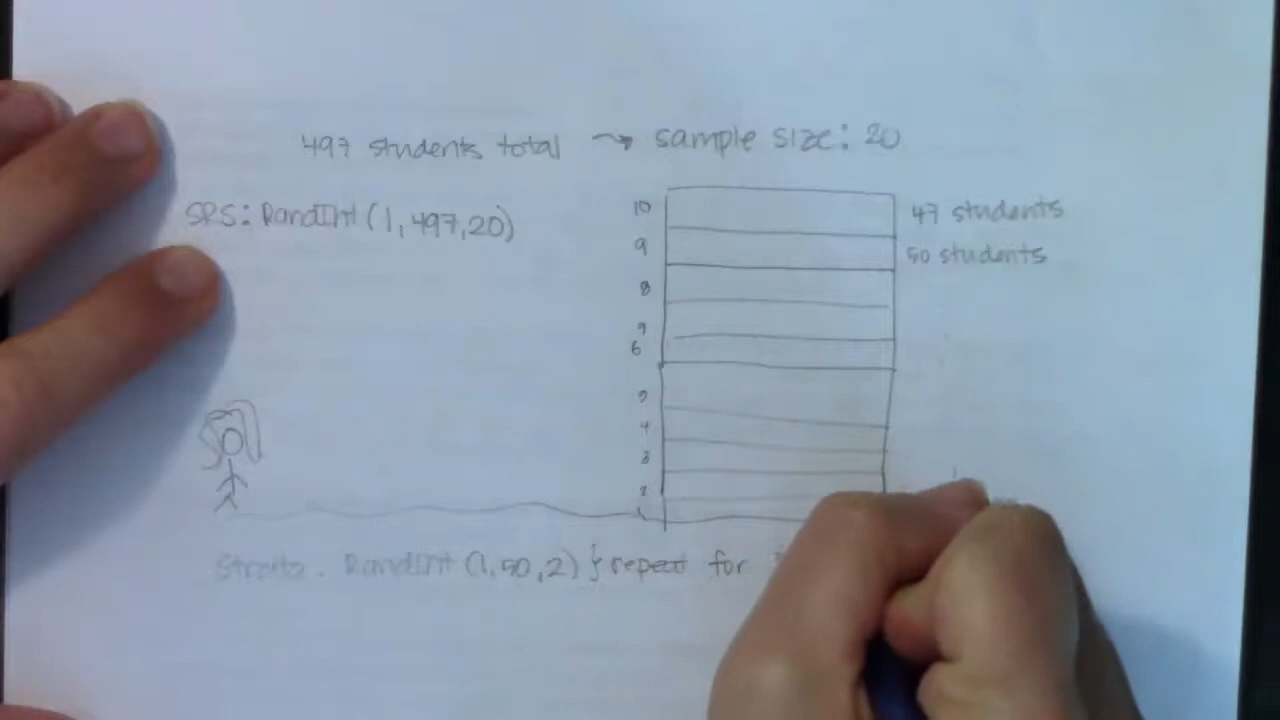 497 students total → sample size: 20
SRS: RandInt (1, 497, 20)
10
47 students
9
50 students
8
7
6
5
4
3
2
1
Strata. RandInt (1, 50, 2) } repeat for